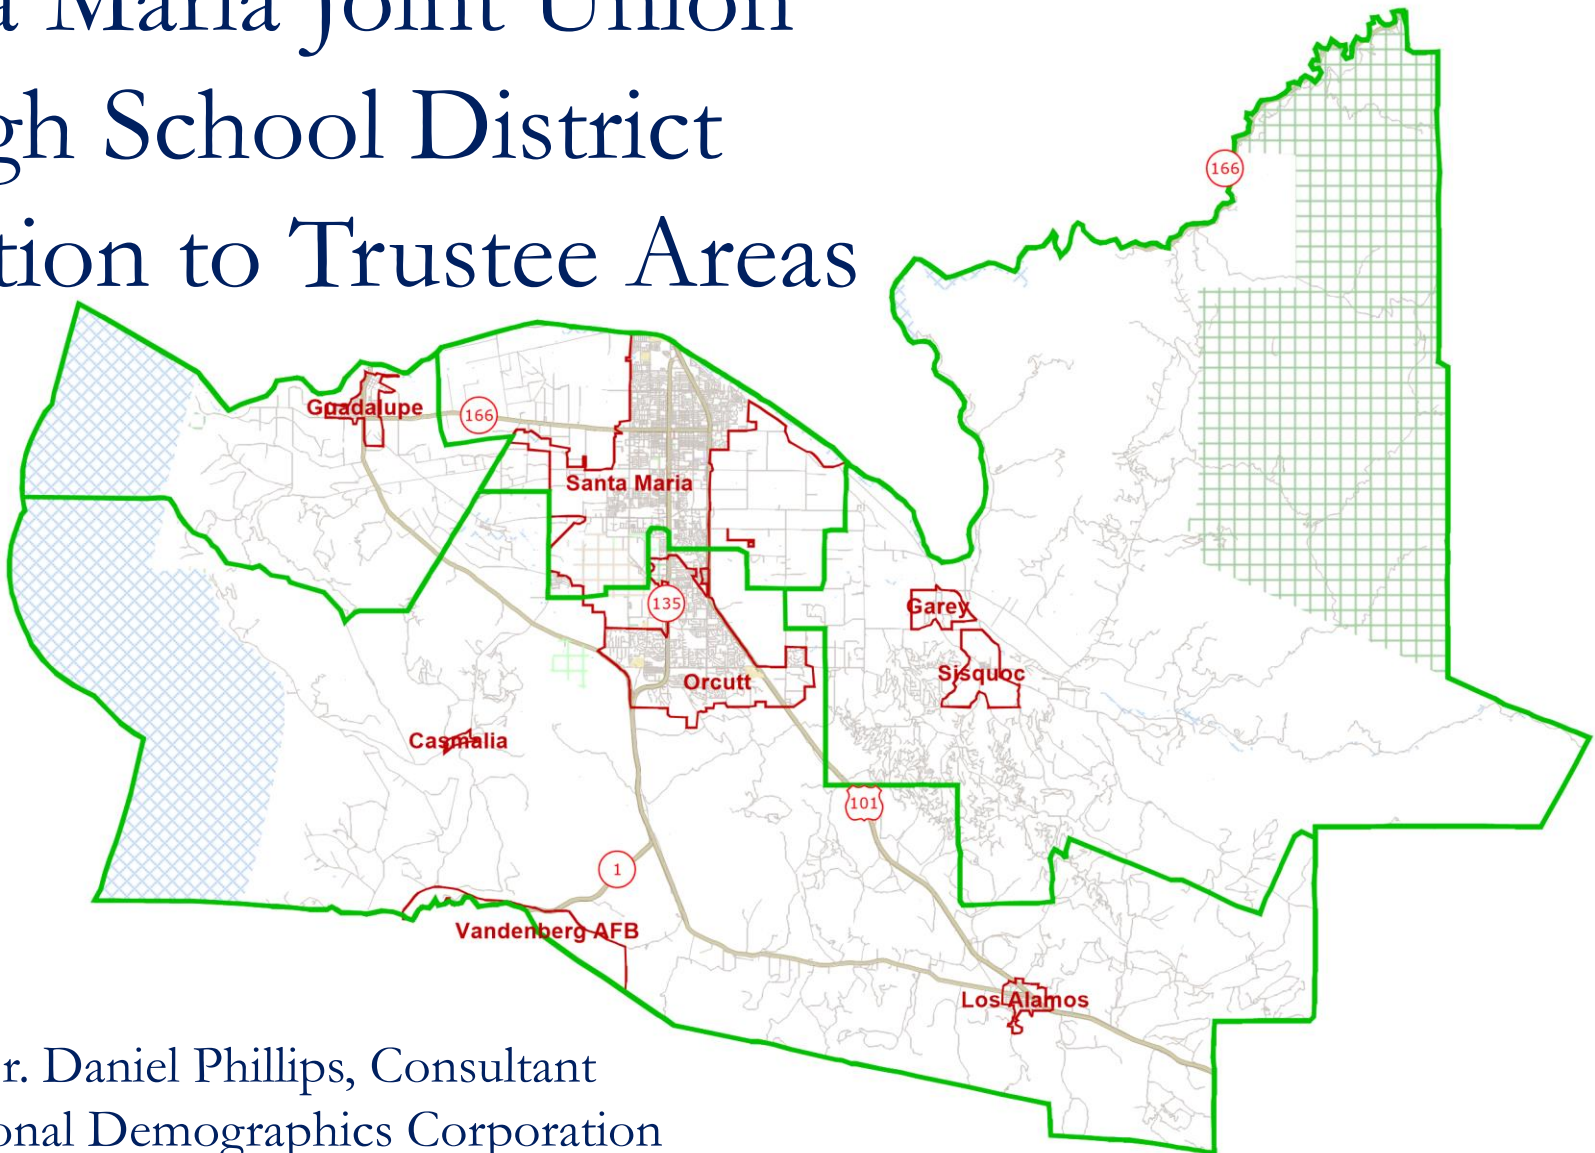 a Maria Joint Union
gh School District
tion to Trustee Areas
166
Guadalupe
166
Santa Maria
135
Garey
Sisquoc
Orcutt
Casmalia
101
1
Vandenberg AFB
Los Alamos
r. Daniel Phillips, Consultant
onal Demographics Corporation